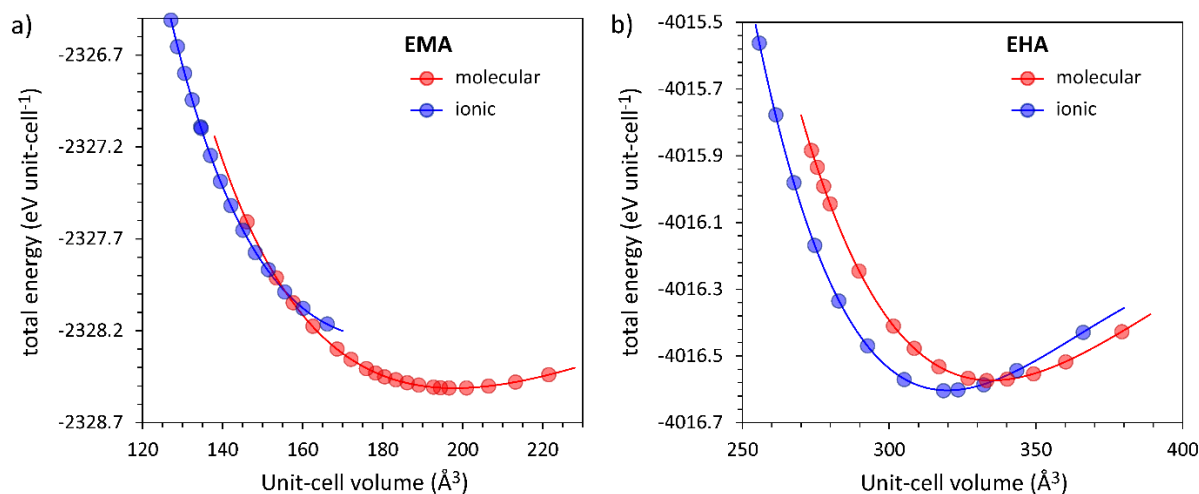 a)
EMA
molecular
ionic
-2326.7
-2327.2
-2327.7
-2328.2
-2328.7
total energy (eV unit-cell⁻¹)
120 140 160 180 200 220
Unit-cell volume (Å³)
b)
EHA
molecular
ionic
-4015.5
-4015.7
-4015.9
-4016.1
-4016.3
-4016.5
-4016.7
total energy (eV unit-cell⁻¹)
250 300 350 400
Unit-cell volume (Å³)